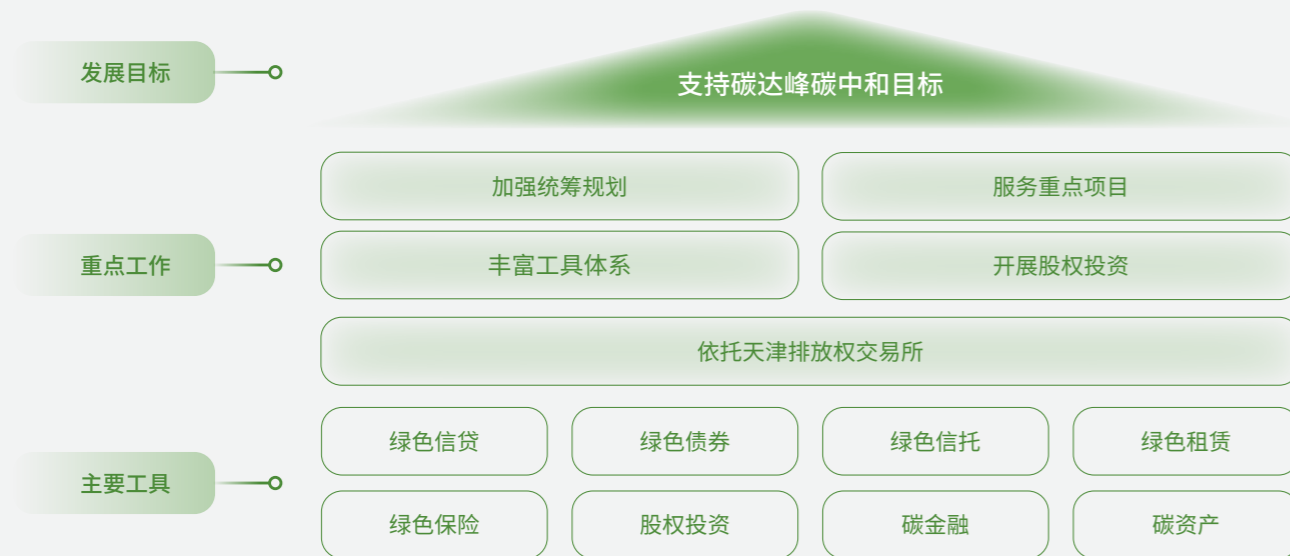 发展目标
支持碳达峰碳中和目标
加强统筹规划
服务重点项目
重点工作
丰富工具体系
开展股权投资
依托天津排放权交易所
绿色信贷
绿色债券
绿色信托
绿色租赁
主要工具
绿色保险
股权投资
碳金融
碳资产